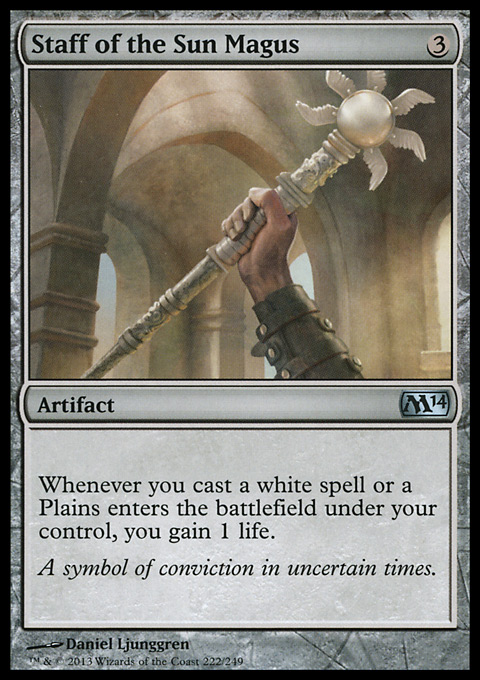 Staff of the Sun Magus 3
Artifact M14
Whenever you cast a white spell or a
Plains enters the battlefield under your
control, you gain 1 life.
A symbol of conviction in uncertain times.
Daniel Ljunggren
™ & © 2013 Wizards of the Coast 222/249